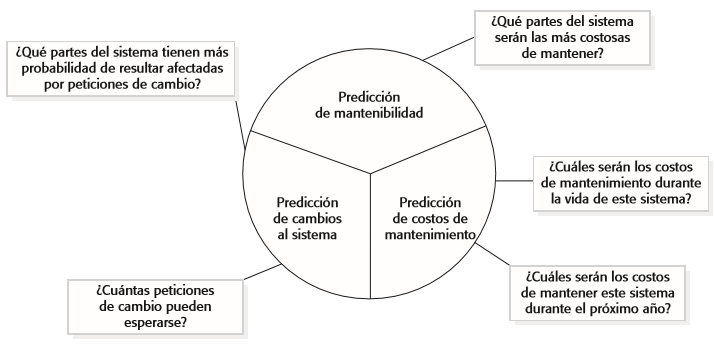 ¿Qué partes del sistema
serán las más costosas
de mantener?
¿Qué partes del sistema tienen más
probabilidad de resultar afectadas
por peticiones de cambio?
Predicción
de mantenibilidad
¿Cuáles serán los costos
de mantenimiento durante
la vida de este sistema?
Predicción
de cambios
al sistema
Predicción
de costos de
mantenimiento
¿Cuántas peticiones
de cambio pueden
esperarse?
¿Cuáles serán los costos
de mantener este sistema
durante el próximo año?